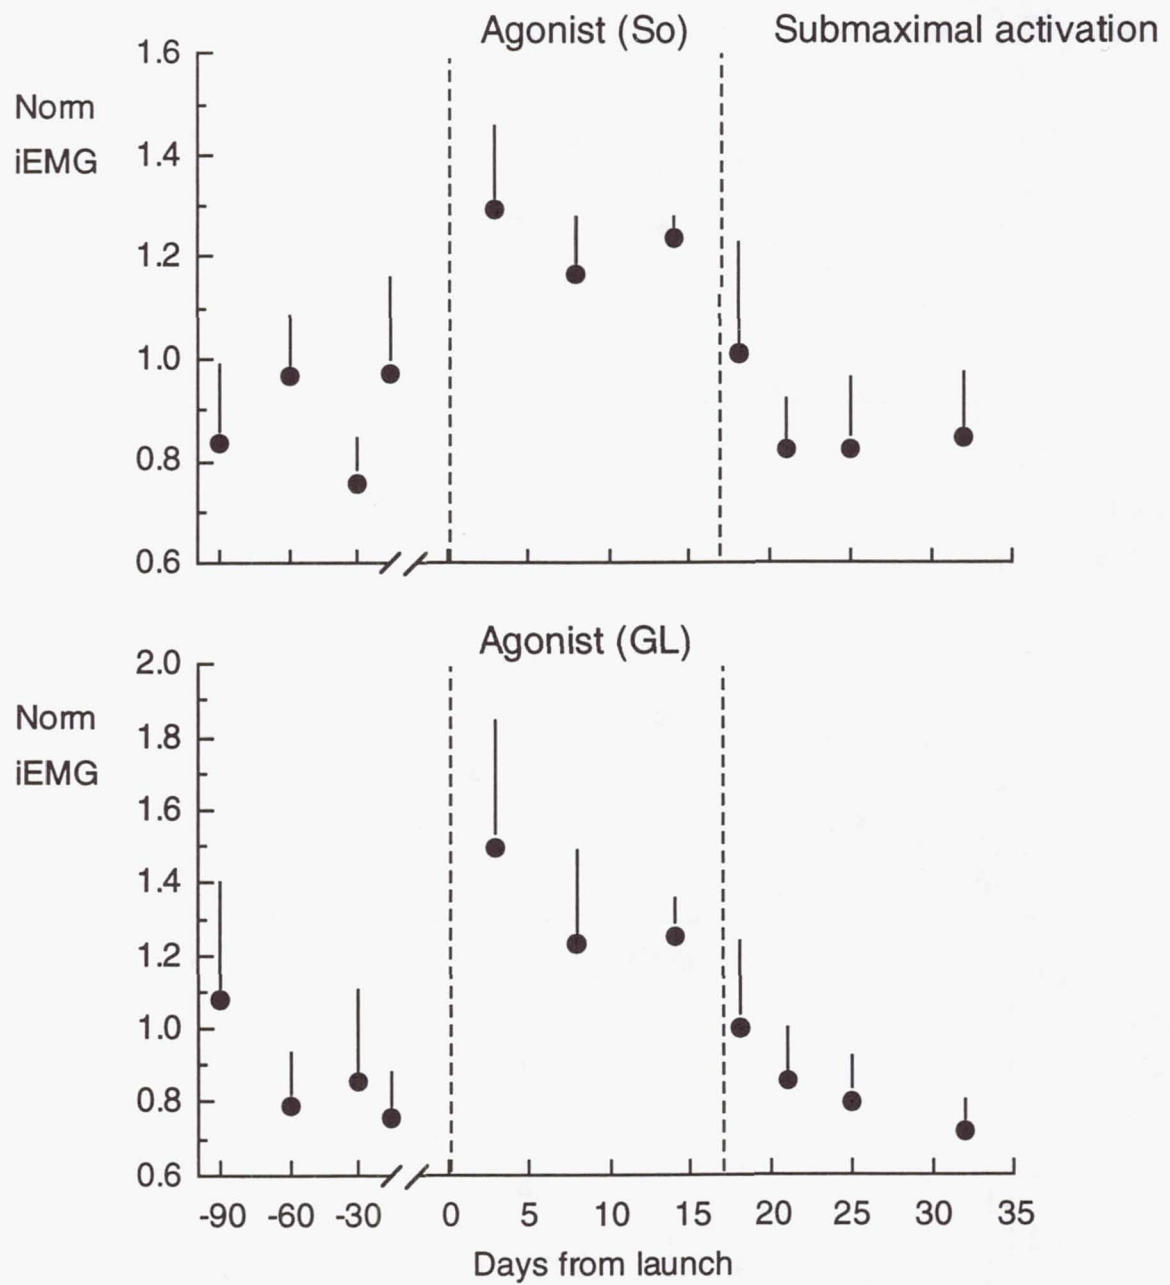 Agonist (So) Submaximal activation
Norm
iEMG
1.6
1.4
1.2
1.0
0.8
0.6
Agonist (GL)
Norm
iEMG
2.0
1.8
1.6
1.4
1.2
1.0
0.8
0.6
-90 -60 -30 0 5 10 15 20 25 30 35
Days from launch